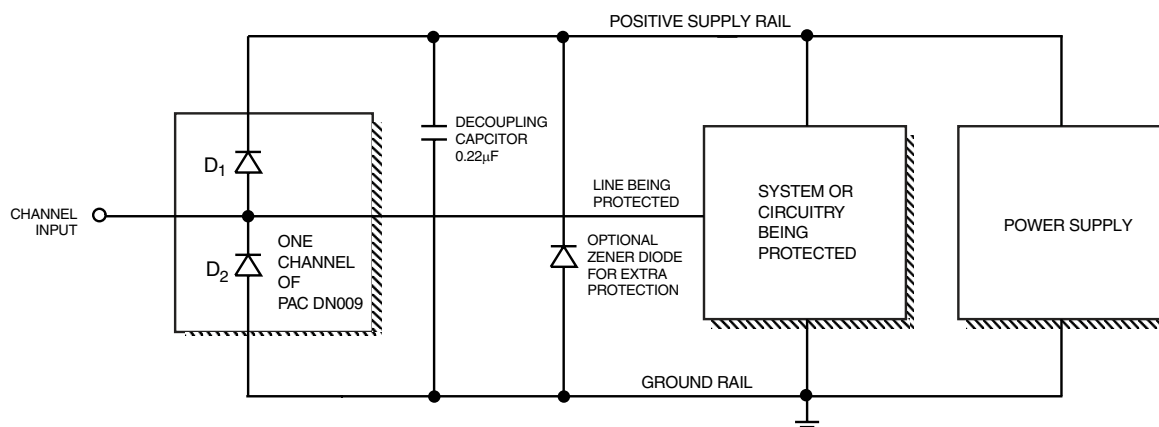 POSITIVE SUPPLY RAIL
DECOUPLING
CAPCITOR
0.22µF
D1
CHANNEL
INPUT
LINE BEING
PROTECTED
SYSTEM OR
CIRCUITRY
BEING
PROTECTED
POWER SUPPLY
ONE
CHANNEL
OF
PAC DN009
D2
OPTIONAL
ZENER DIODE
FOR EXTRA
PROTECTION
GROUND RAIL